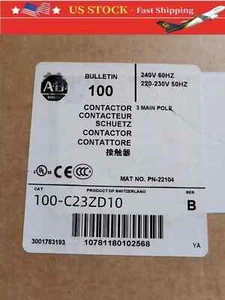 US STOCK - Fast Shipping
AB
BULLETIN
100
240V 60HZ
220-230V 50HZ
CONTACTOR
CONTACTEUR
SCHUETZ
CONTACTOR
CONTATTORE
接触器
3 MAIN POLE
MAT NO. PN-22104
CAT
PRODUCT OF SWITZERLAND
SER
100-C23ZD10
B
3001783193
10781180102568
YA